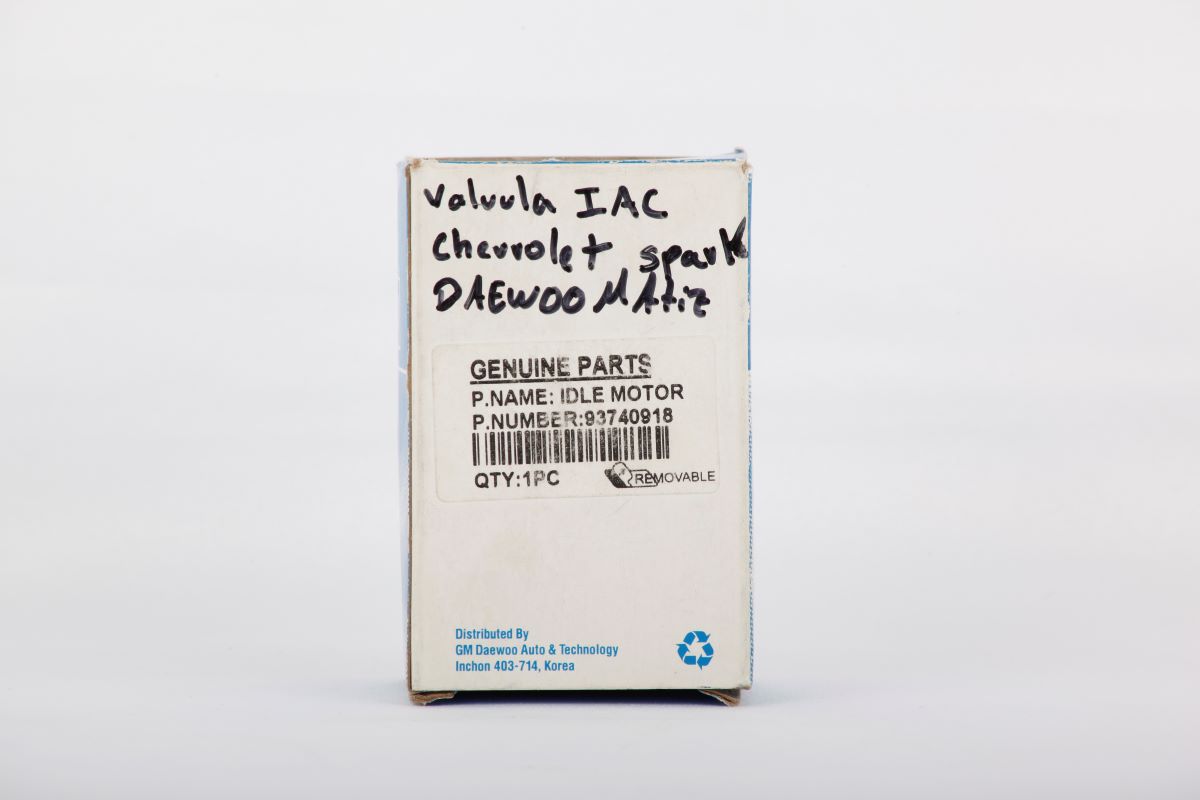 Valvula IAC
Chevrolet spark
DAEWOO MAtiz
GENUINE PARTS
P.NAME: IDLE MOTOR
P.NUMBER:93740918
QTY:1PC
REMOVABLE
Distributed By
GM Daewoo Auto & Technology
Inchon 403-714, Korea